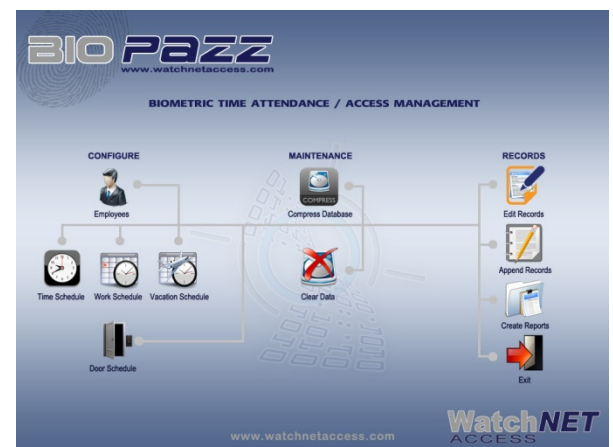 BIO PAZZ
www.watchnetaccess.com
BIOMETRIC TIME ATTENDANCE / ACCESS MANAGEMENT
CONFIGURE
Employees
Time Schedule Work Schedule Vacation Schedule
Door Schedule
MAINTENANCE
COMPRESS
Compress Database
Clear Data
RECORDS
Edit Records
Append Records
Create Reports
Exit
www.watchnetaccess.com
WatchNET
ACCESS